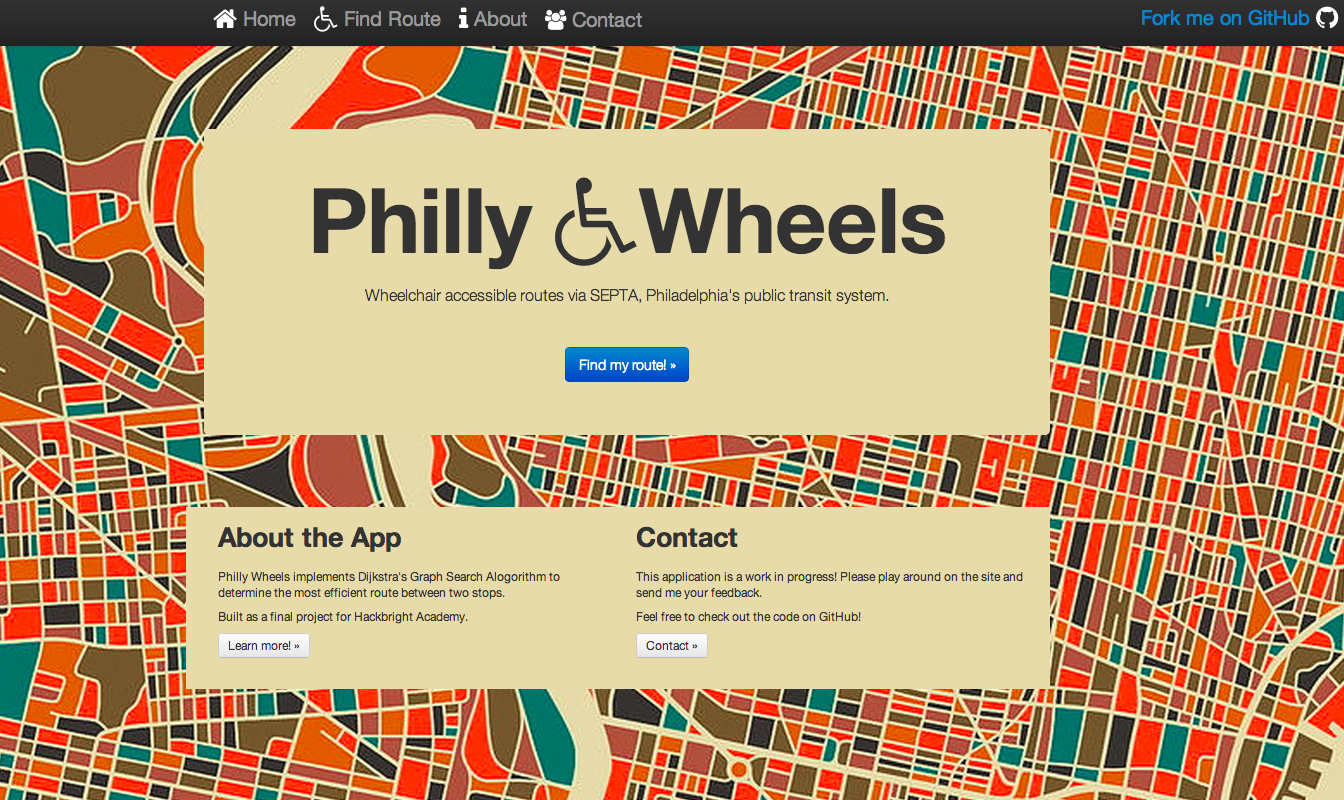 Home Find Route About Contact Fork me on GitHub
Philly Wheels
Wheelchair accessible routes via SEPTA, Philadelphia's public transit system.
Find my route! »
About the App
Philly Wheels implements Dijkstra's Graph Search Alogorithm to
determine the most efficient route between two stops.
Built as a final project for Hackbright Academy.
Learn more! »
Contact
This application is a work in progress! Please play around on the site and
send me your feedback.
Feel free to check out the code on GitHub!
Contact »